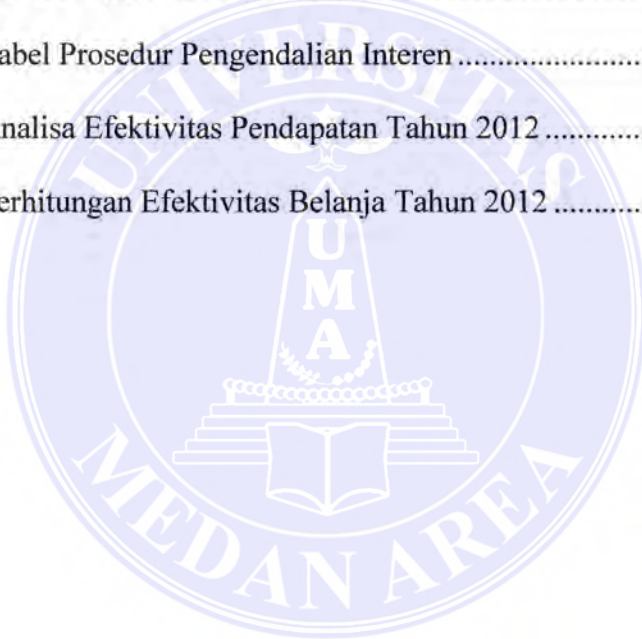 abel Prosedur Pengendalian Interen ........................
nalisa Efektivitas Pendapatan Tahun 2012 .............
erhitungan Efektivitas Belanja Tahun 2012 ...........
UNIVERSITAS
U
M
A
MEDAN AREA